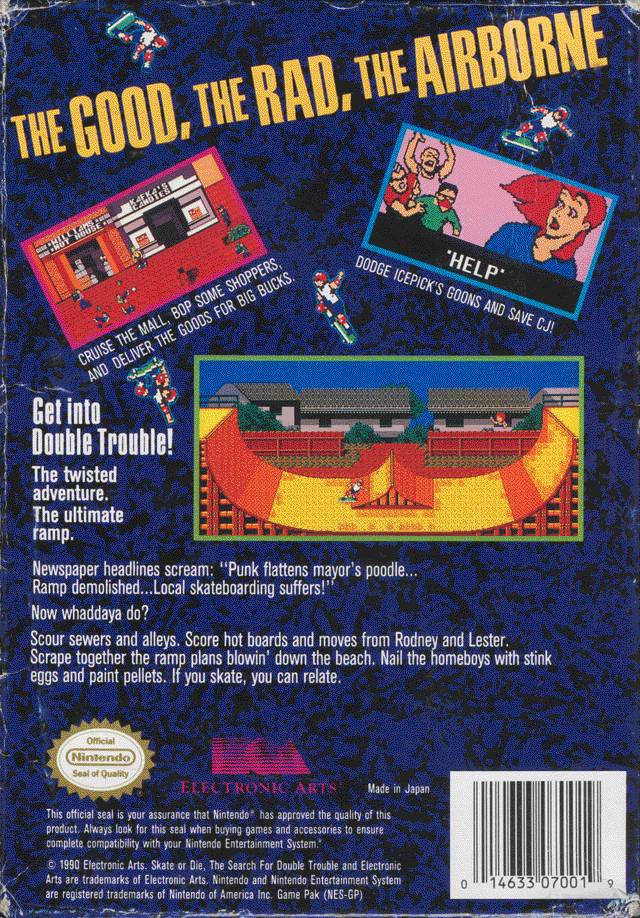 THE GOOD, THE RAD, THE AIRBORNE
WILLIAMS
HOT HOUSE
KAFKA'S
KANDIES
"HELP"
CRUISE THE MALL, BOP SOME SHOPPERS,
AND DELIVER THE GOODS FOR BIG BUCKS.
DODGE ICEPICK'S GOONS AND SAVE CJ!
Get into
Double Trouble!
The twisted
adventure.
The ultimate
ramp.
Newspaper headlines scream: "Punk flattens mayor's poodle...
Ramp demolished...Local skateboarding suffers!"
Now whaddaya do?
Scour sewers and alleys. Score hot boards and moves from Rodney and Lester.
Scrape together the ramp plans blowin' down the beach. Nail the homeboys with stink
eggs and paint pellets. If you skate, you can relate.
Official
Nintendo
Seal of Quality
EA
ELECTRONIC ARTS®
Made in Japan
This official seal is your assurance that Nintendo® has approved the quality of this
product. Always look for this seal when buying games and accessories to ensure
complete compatibility with your Nintendo Entertainment System.®
© 1990 Electronic Arts. Skate or Die, The Search For Double Trouble and Electronic
Arts are trademarks of Electronic Arts. Nintendo and Nintendo Entertainment System
are registered trademarks of Nintendo of America Inc. Game Pak (NES-GP)
0 14633 07001 9